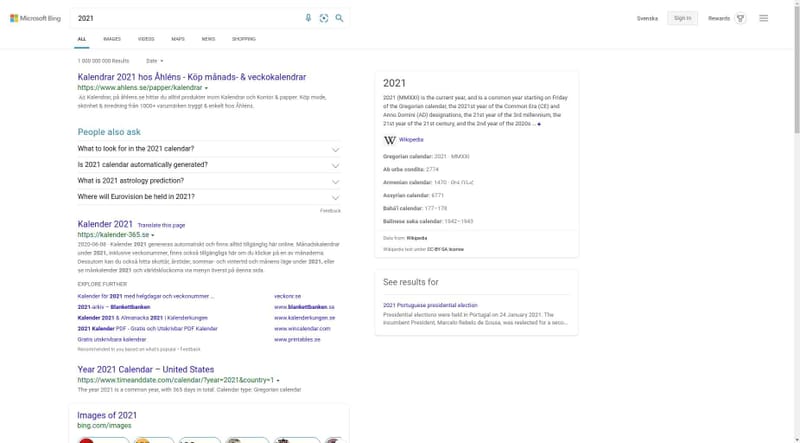 Microsoft Bing
2021
Svenska
Sign in
Rewards
ALL
IMAGES
VIDEOS
MAPS
NEWS
SHOPPING
1 000 000 000 Results
Date
Kalendrar 2021 hos Åhléns - Köp månads- & veckokalendrar
https://www.ahlens.se/papper/kalendrar
Ad Kalendrar, på åhlens.se hittar du alltid produkter inom Kalendrar och Kontor & papper. Köp mode,
skönhet & inredning från 1000+ varumärken tryggt & enkelt hos Åhléns.
People also ask
What to look for in the 2021 calendar?
Is 2021 calendar automatically generated?
What is 2021 astrology prediction?
Where will Eurovision be held in 2021?
Feedback
Kalender 2021 Translate this page
https://kalender-365.se
2020-06-08 · Kalender 2021 genereras automatiskt och finns alltid tillgänglig här online. Månadskalendrar
under 2021, inklusive veckonummer, finns också tillgängliga här om du klickar på en av månaderna.
Dessutom kan du också hitta skottår, årstider, sommar- och vintertid och månens läge under 2021, eller
se månkalender 2021 och världsklockorna via menyn överst på denna sida.
EXPLORE FURTHER
Kalender för 2021 med helgdagar och veckonummer ... veckonr.se
2021-arkiv – Blankettbanken www.blankettbanken.se
Kalender 2021 & Almanacka 2021 | Kalenderkungen www.kalenderkungen.se
2021 Kalender PDF - Gratis och Utskrivbar PDF Kalender www.wincalendar.com
Gratis utskrivbara kalendrar www.printables.se
Recommended to you based on what's popular • Feedback
Year 2021 Calendar – United States
https://www.timeanddate.com/calendar/?year=2021&country=1
The year 2021 is a common year, with 365 days in total. Calendar type: Gregorian calendar
Images of 2021
bing.com/images
2021
2021 (MMXXI) is the current year, and is a common year starting on Friday
of the Gregorian calendar, the 2021st year of the Common Era (CE) and
Anno Domini (AD) designations, the 21st year of the 3rd millennium, the
21st year of the 21st century, and the 2nd year of the 2020s ...
W Wikipedia
Gregorian calendar: 2021 · MMXXI
Ab urbe condita: 2774
Armenian calendar: 1470 ·
Assyrian calendar: 6771
Bahá'í calendar: 177–178
Balinese saka calendar: 1942–1943
Data from: Wikipedia
Wikipedia text under CC-BY-SA license
See results for
2021 Portuguese presidential election
Presidential elections were held in Portugal on 24 January 2021. The
incumbent President, Marcelo Rebelo de Sousa, was reelected for a seco...